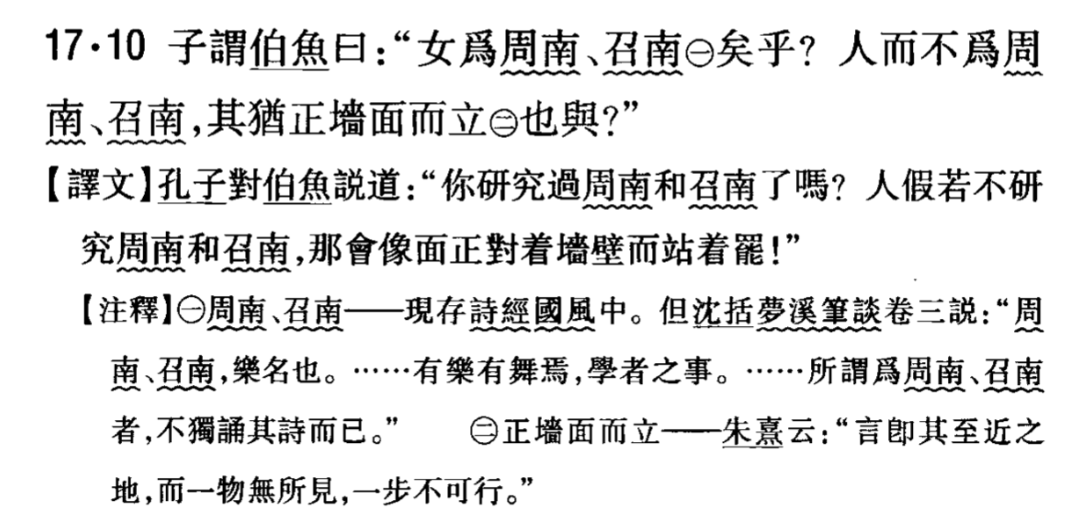 17·10 子謂伯魚曰：“女爲周南、召南㊀矣乎？人而不爲周
南、召南，其猶正墻面而立㊁也與？”
【譯文】孔子對伯魚説道：“你研究過周南和召南了嗎？人假若不研
究周南和召南，那會像面正對着墻壁而站着罷！”
【注釋】㊀周南、召南——現存詩經國風中。但沈括夢溪筆談卷三説：“周
南、召南，樂名也。……有樂有舞焉，學者之事。……所謂爲周南、召南
者，不獨誦其詩而已。” ㊁正墻面而立——朱熹云：“言卽其至近之
地，而一物無所見，一步不可行。”